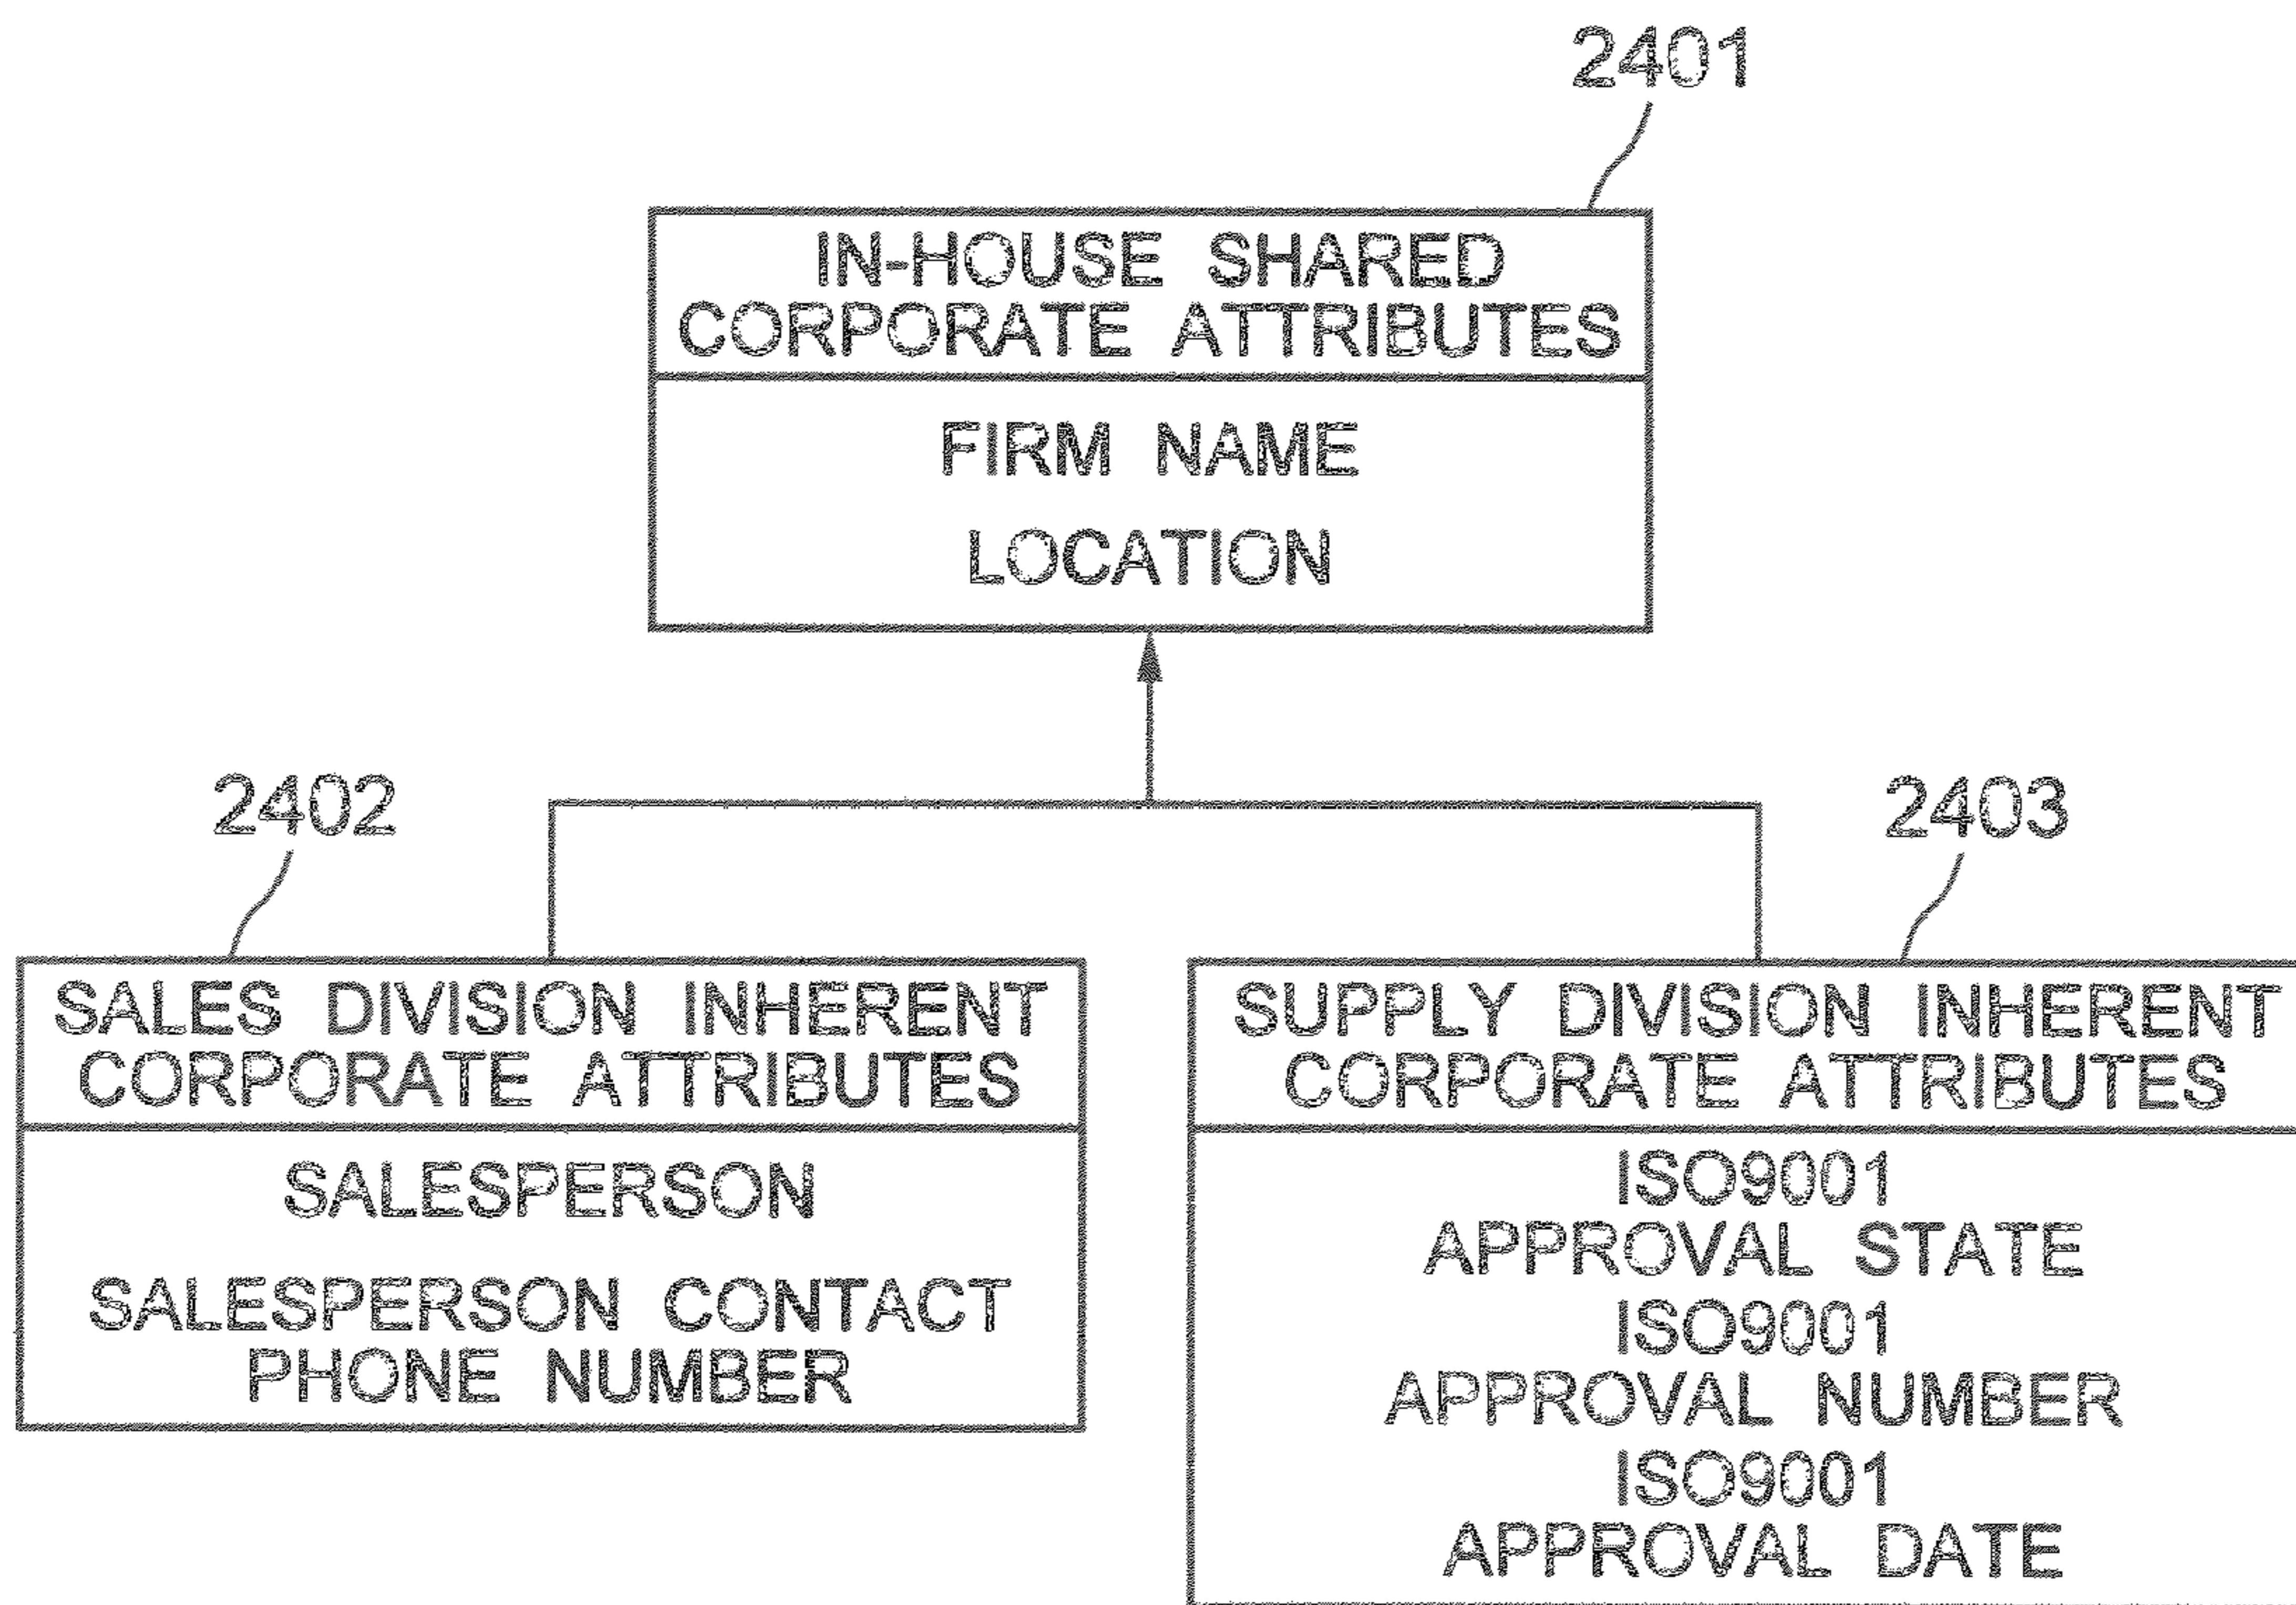 2401
IN-HOUSE SHARED
CORPORATE ATTRIBUTES
FIRM NAME
LOCATION
2402
2403
SALES DIVISION INHERENT
CORPORATE ATTRIBUTES
SALESPERSON
SALESPERSON CONTACT
PHONE NUMBER
SUPPLY DIVISION INHERENT
CORPORATE ATTRIBUTES
ISO9001
APPROVAL STATE
ISO9001
APPROVAL NUMBER
ISO9001
APPROVAL DATE